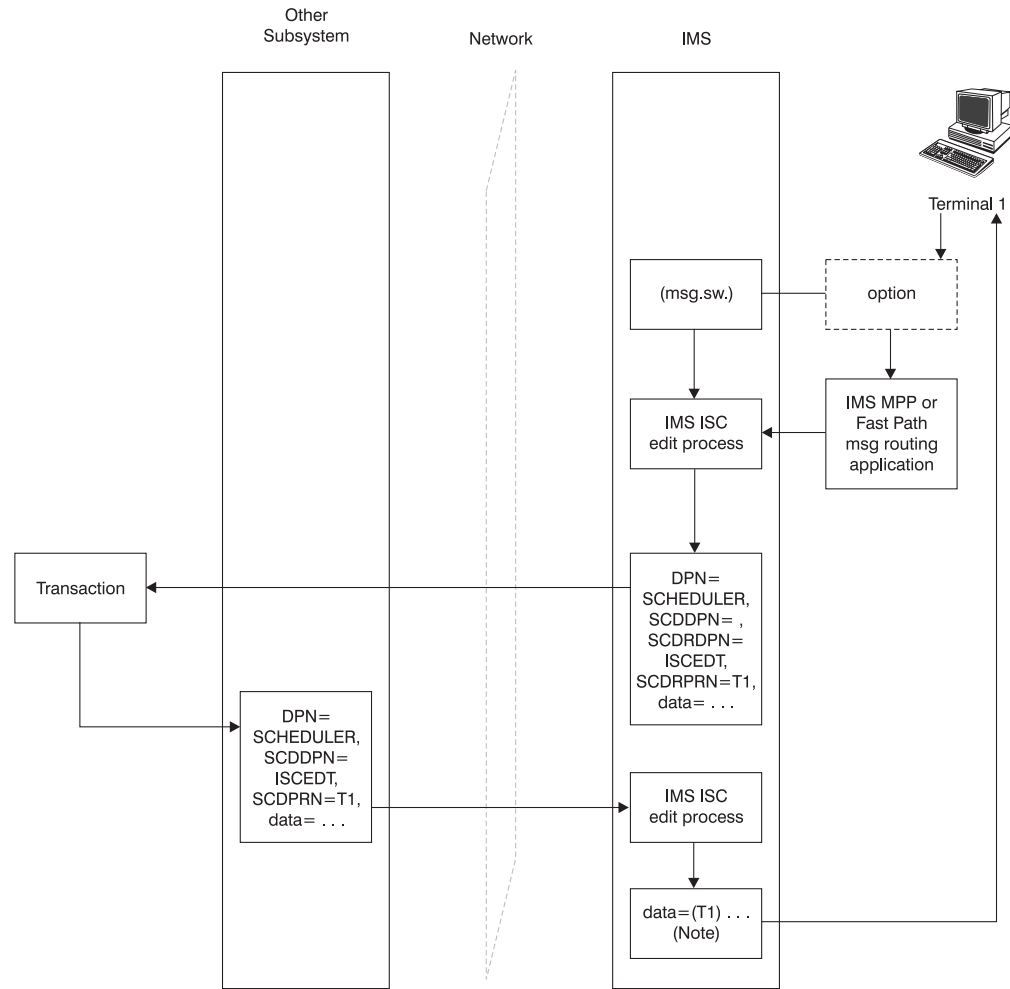 Other
Subsystem
Network
IMS
Terminal 1
(msg.sw.)
option
IMS ISC
edit process
IMS MPP or
Fast Path
msg routing
application
Transaction
DPN=
SCHEDULER,
SCDDPN= ,
SCDRDPN=
ISCEDT,
SCDRPRN=T1,
data= . . .
DPN=
SCHEDULER,
SCDDPN=
ISCEDT,
SCDPRN=T1,
data= . . .
IMS ISC
edit process
data=(T1) . . .
(Note)